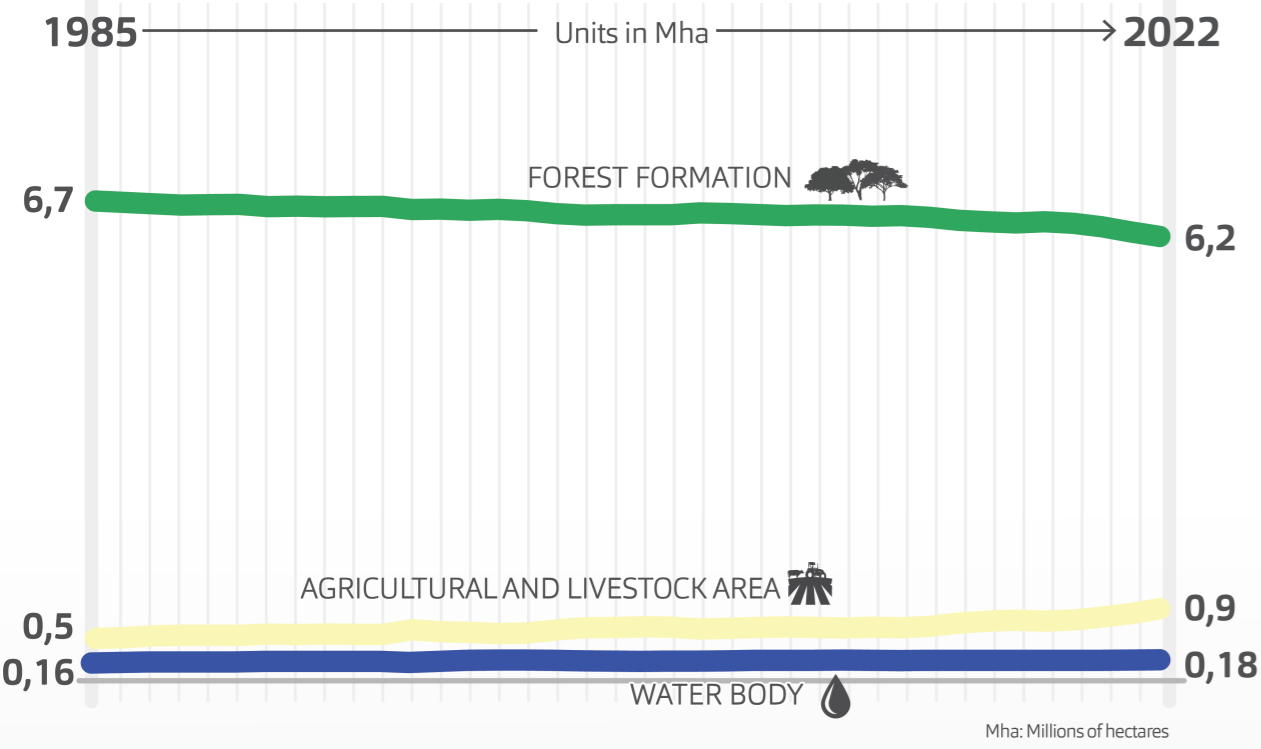 1985 Units in Mha 2022
FOREST FORMATION
6,7
6,2
AGRICULTURAL AND LIVESTOCK AREA
0,9
0,5
0,18
0,16
WATER BODY
Mha: Millions of hectares